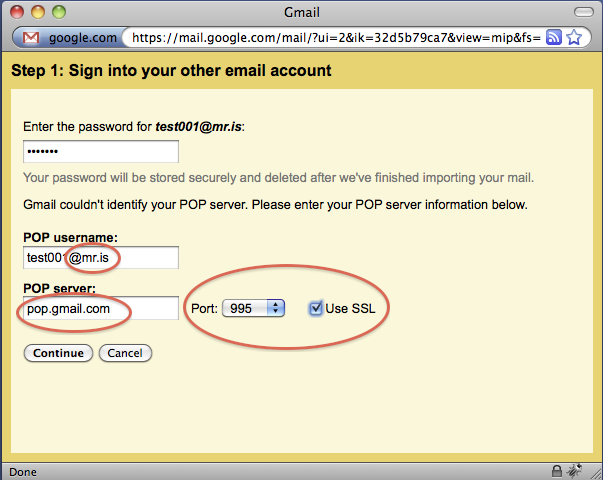 Gmail
google.com https://mail.google.com/mail/?ui=2&ik=32d5b79ca7&view=mip&fs=
Step 1: Sign into your other email account
Enter the password for test001@mr.is:
•••••••
Your password will be stored securely and deleted after we've finished importing your mail.
Gmail couldn't identify your POP server. Please enter your POP server information below.
POP username:
test001@mr.is
POP server:
pop.gmail.com Port: 995 Use SSL
Continue Cancel
Done